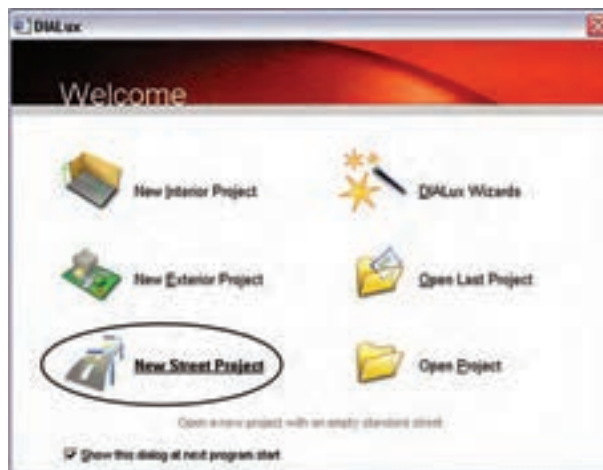 DIALux
Welcome
New Interior Project
DIALux Wizards
New Exterior Project
Open Last Project
New Street Project
Open Project
Open a new project with an empty standard street
Show this dialog at next program start